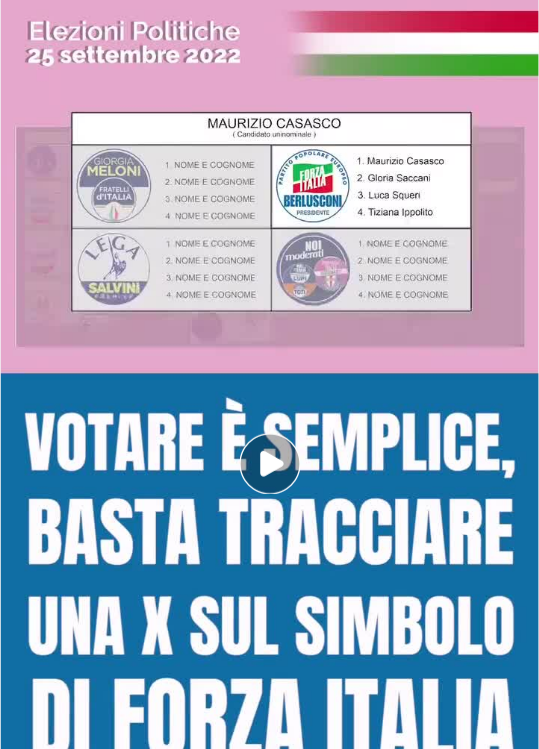 Elezioni Politiche
25 settembre 2022
MAURIZIO CASASCO
( Candidato uninominale )
GIORGIA
MELONI
FRATELLI
d'ITALIA
1. NOME E COGNOME
2. NOME E COGNOME
3. NOME E COGNOME
4. NOME E COGNOME
PARTITO POPOLARE EUROPEO
FORZA
ITALIA
BERLUSCONI
PRESIDENTE
1. Maurizio Casasco
2. Gloria Saccani
3. Luca Squeri
4. Tiziana Ippolito
LEGA
SALVINI
PREMIER
1. NOME E COGNOME
2. NOME E COGNOME
3. NOME E COGNOME
4. NOME E COGNOME
NOI
moderati
TOTI
1. NOME E COGNOME
2. NOME E COGNOME
3. NOME E COGNOME
4. NOME E COGNOME
VOTARE È SEMPLICE,
BASTA TRACCIARE
UNA X SUL SIMBOLO
DI FORZA ITALIA